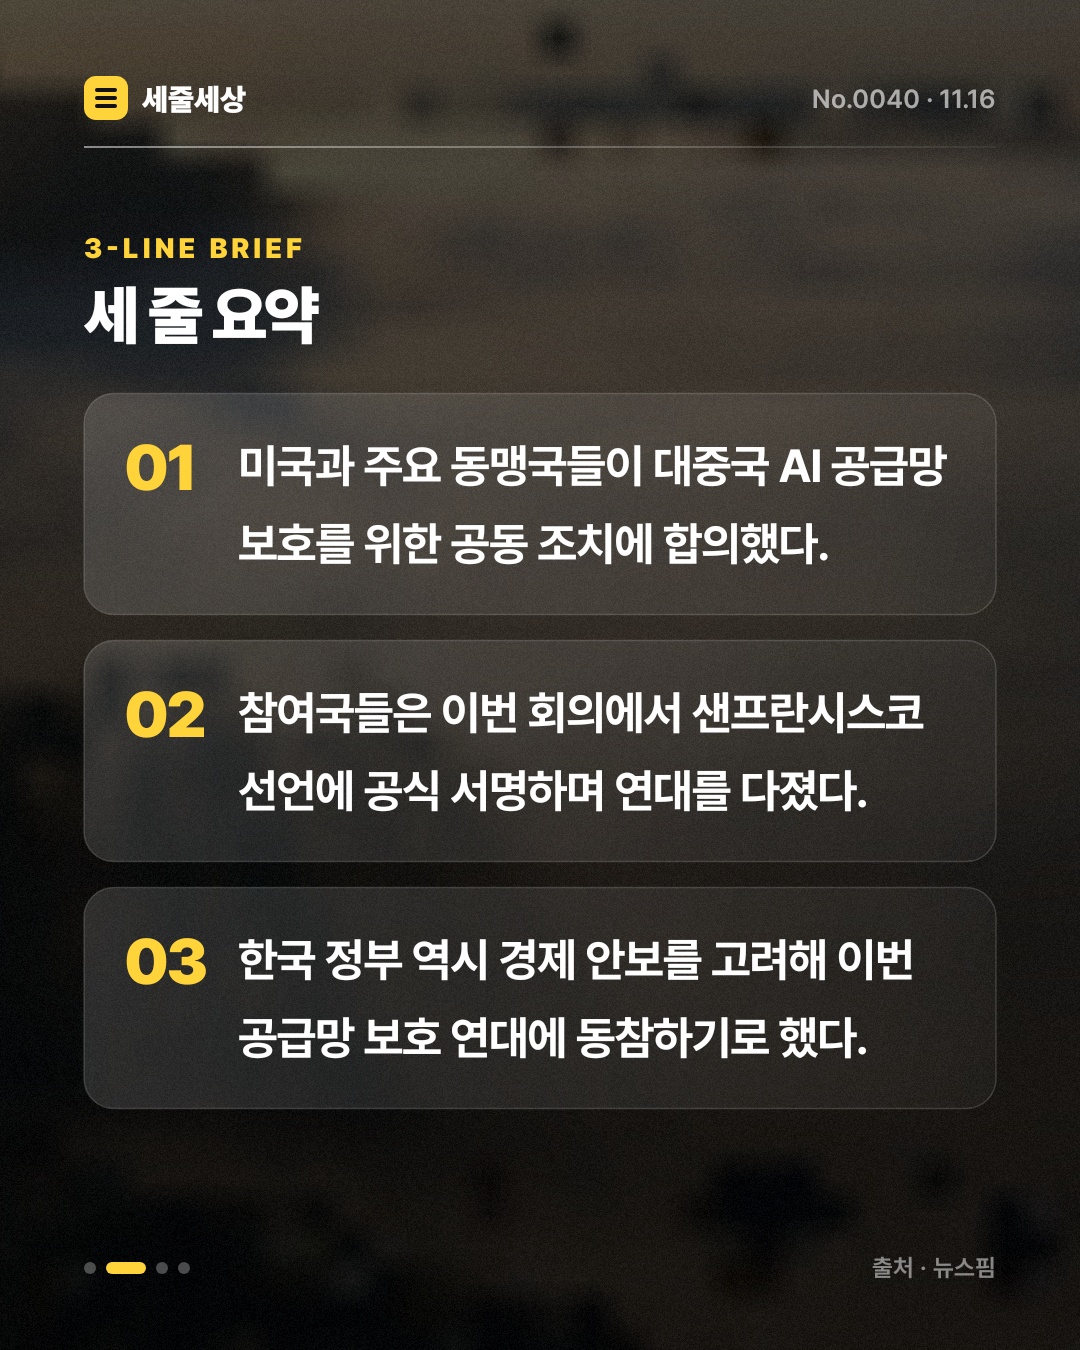 세줄세상
No.0040 · 11.16
3-LINE BRIEF
세 줄 요약
01
미국과 주요 동맹국들이 대중국 AI 공급망
보호를 위한 공동 조치에 합의했다.
02
참여국들은 이번 회의에서 샌프란시스코
선언에 공식 서명하며 연대를 다졌다.
03
한국 정부 역시 경제 안보를 고려해 이번
공급망 보호 연대에 동참하기로 했다.
출처 · 뉴스핌